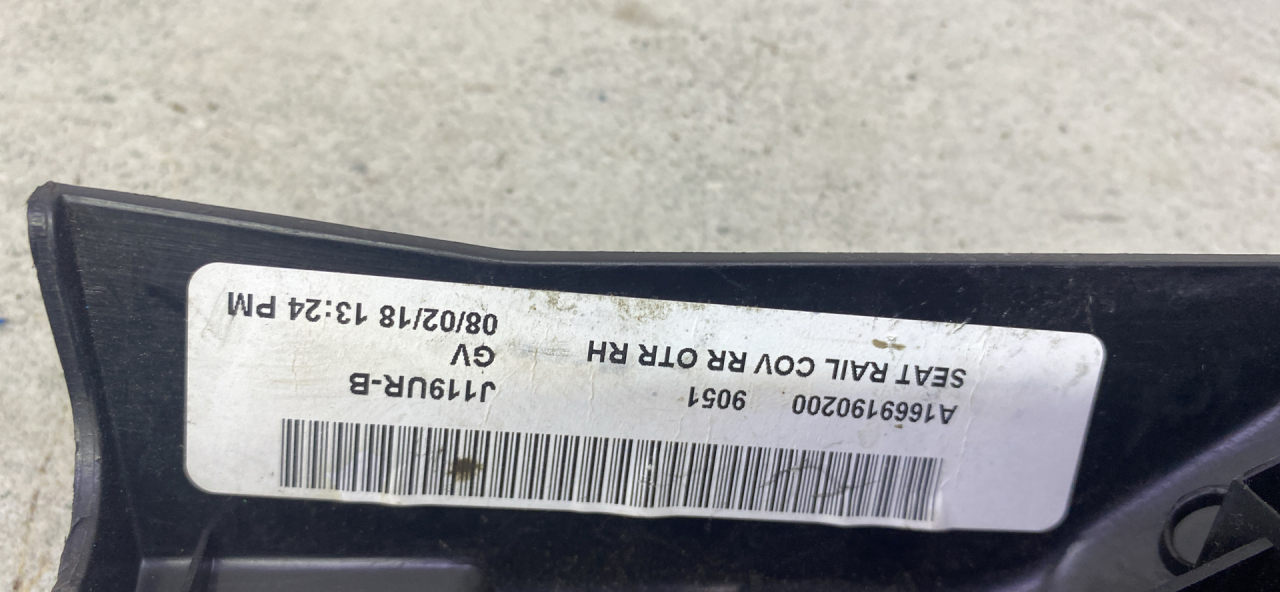 A1669190200 9051 J119UR-B
SEAT RAIL COV RR OTR RH GV
08/02/18 13:24 PM